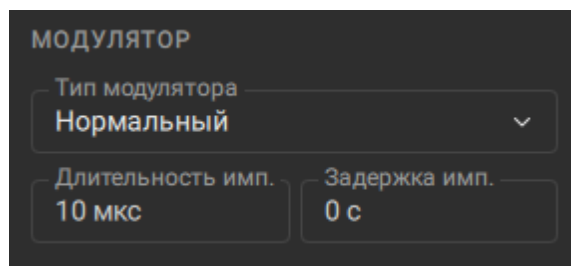 МОДУЛЯТОР
Тип модулятора
Нормальный
Длительность имп. Задержка имп.
10 мкс 0 с